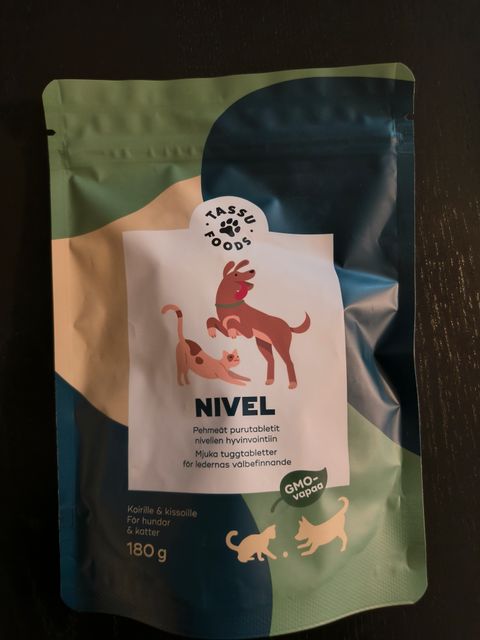 TASSU
FOODS
NIVEL
Pehmeät purutabletit
nivelien hyvinvointiin
Mjuka tuggtabletter
för ledernas välbefinnande
GMO-
vapaa
Koirille & kissoille
För hundar
& katter
180 g